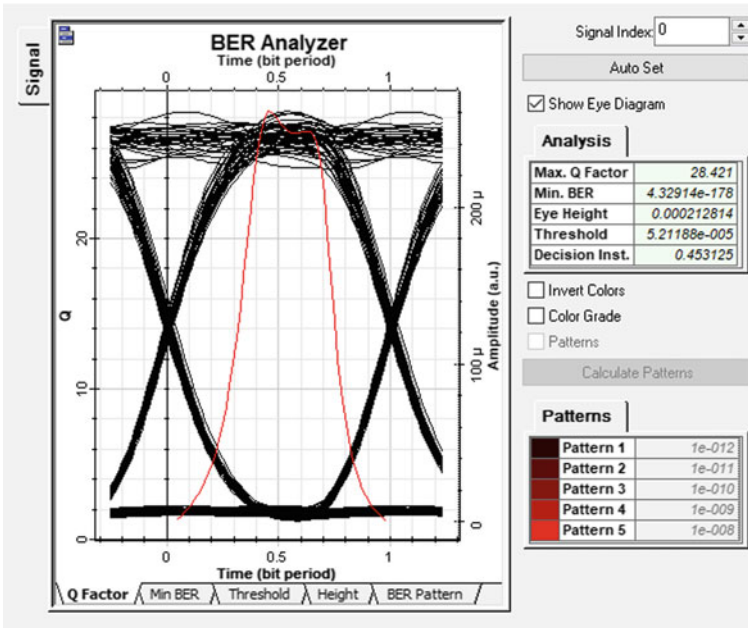 Signal
BER Analyzer
Time (bit period)
0 0.5 1
Q
0 10 20
Amplitude (a.u.)
0 100 µ 200 µ
0 0.5 1
Time (bit period)
Q Factor Min BER Threshold Height BER Pattern
Signal Index: 0
Auto Set
Show Eye Diagram
Analysis
Max. Q Factor 28.421
Min. BER 4.32914e-178
Eye Height 0.000212814
Threshold 5.21188e-005
Decision Inst. 0.453125
Invert Colors
Color Grade
Patterns
Calculate Patterns
Patterns
Pattern 1 1e-012
Pattern 2 1e-011
Pattern 3 1e-010
Pattern 4 1e-009
Pattern 5 1e-008